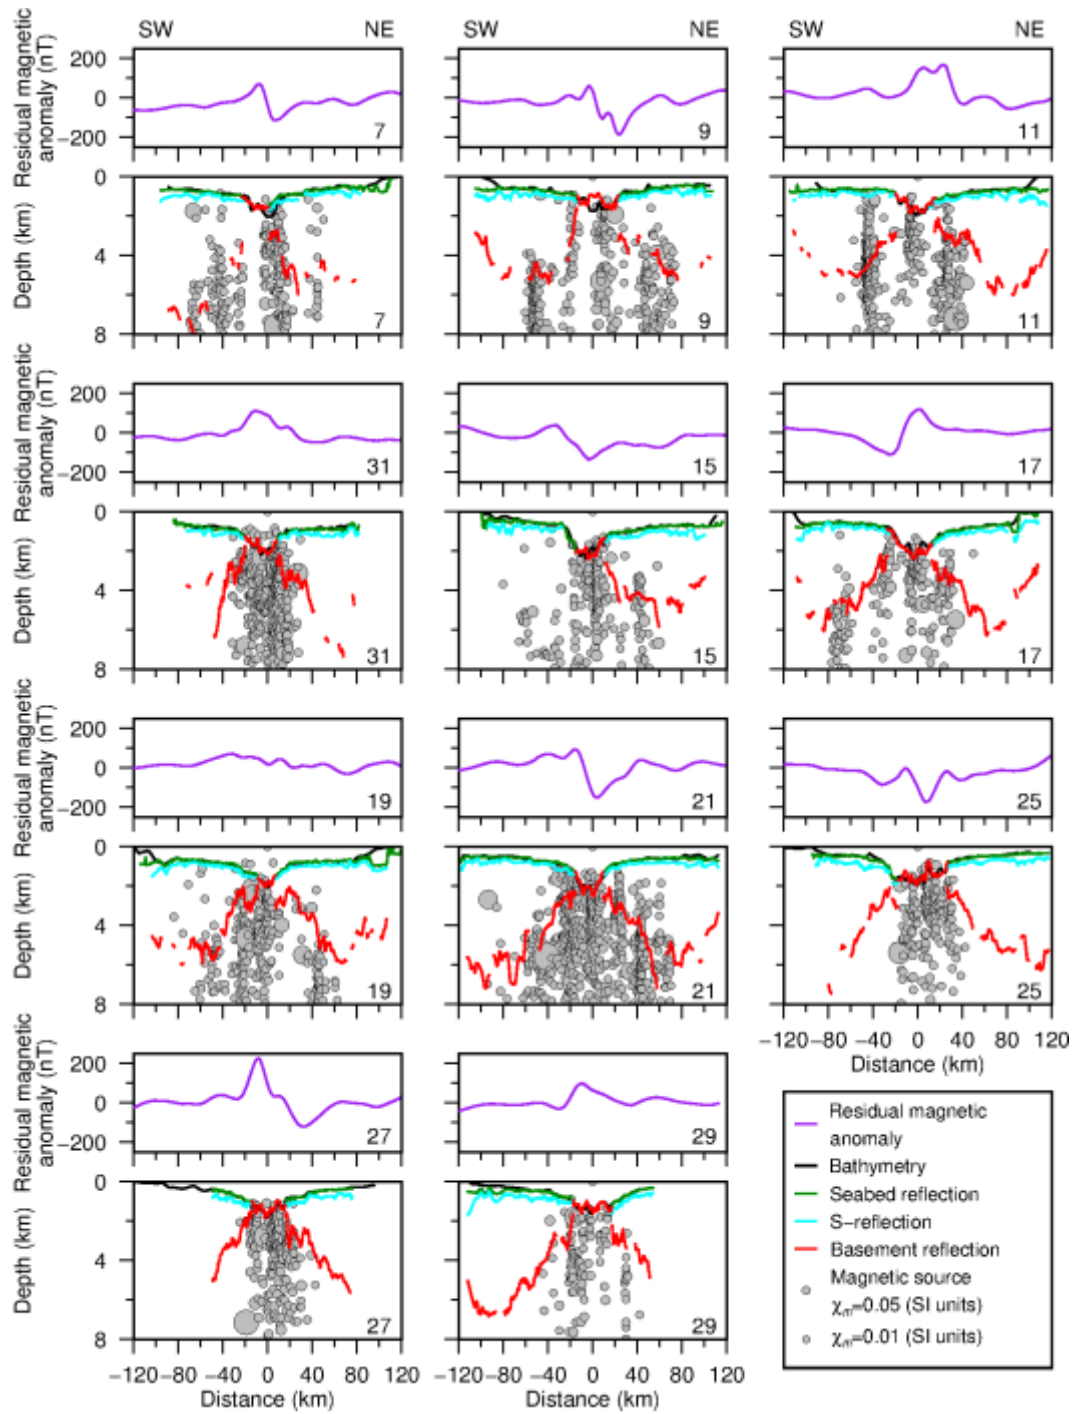 SW NE SW NE
Residual magnetic
anomaly (nT)
200
0
−200
7 9 11
Depth (km)
0
4
8
7 9 11
Residual magnetic
anomaly (nT)
200
0
−200
31 15 17
Depth (km)
0
4
8
31 15 17
Residual magnetic
anomaly (nT)
200
0
−200
19 21 25
Depth (km)
0
4
8
19 21 25
−120 −80 −40 0 40 80 120
Distance (km)
Residual magnetic
anomaly (nT)
200
0
−200
27 29
Depth (km)
0
4
8
27 29
−120 −80 −40 0 40 80 120 −120 −80 −40 0 40 80 120
Distance (km) Distance (km)
Residual magnetic
anomaly
Bathymetry
Seabed reflection
S−reflection
Basement reflection
Magnetic source
χm=0.05 (SI units)
χm=0.01 (SI units)